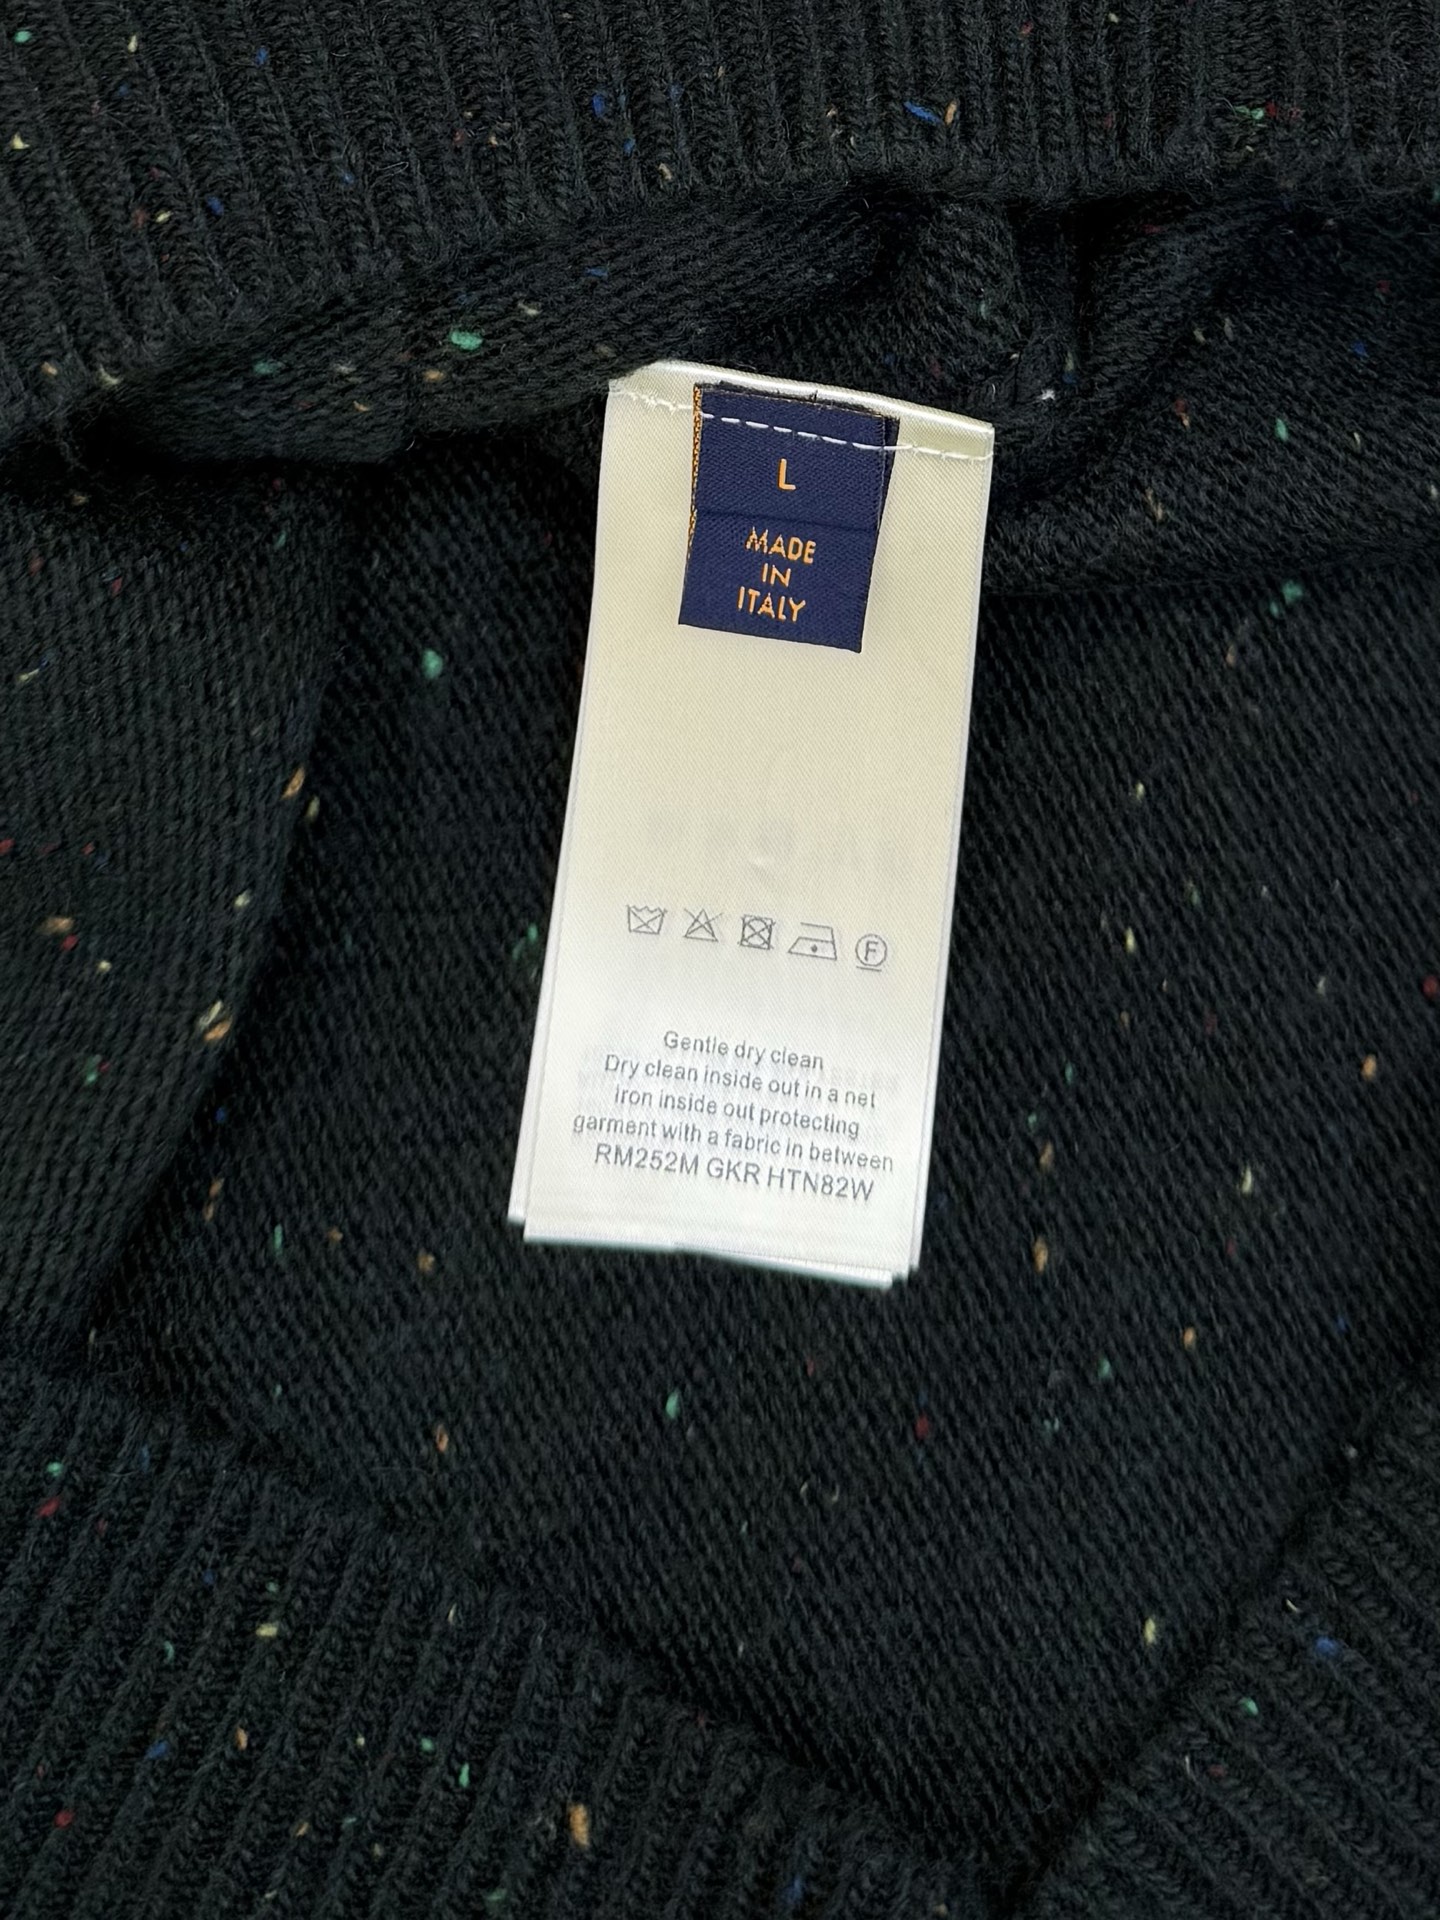 L
MADE
IN
ITALY
F
Gentle dry clean
Dry clean inside out in a net
iron inside out protecting
garment with a fabric in between
RM252M GKR HTN82W